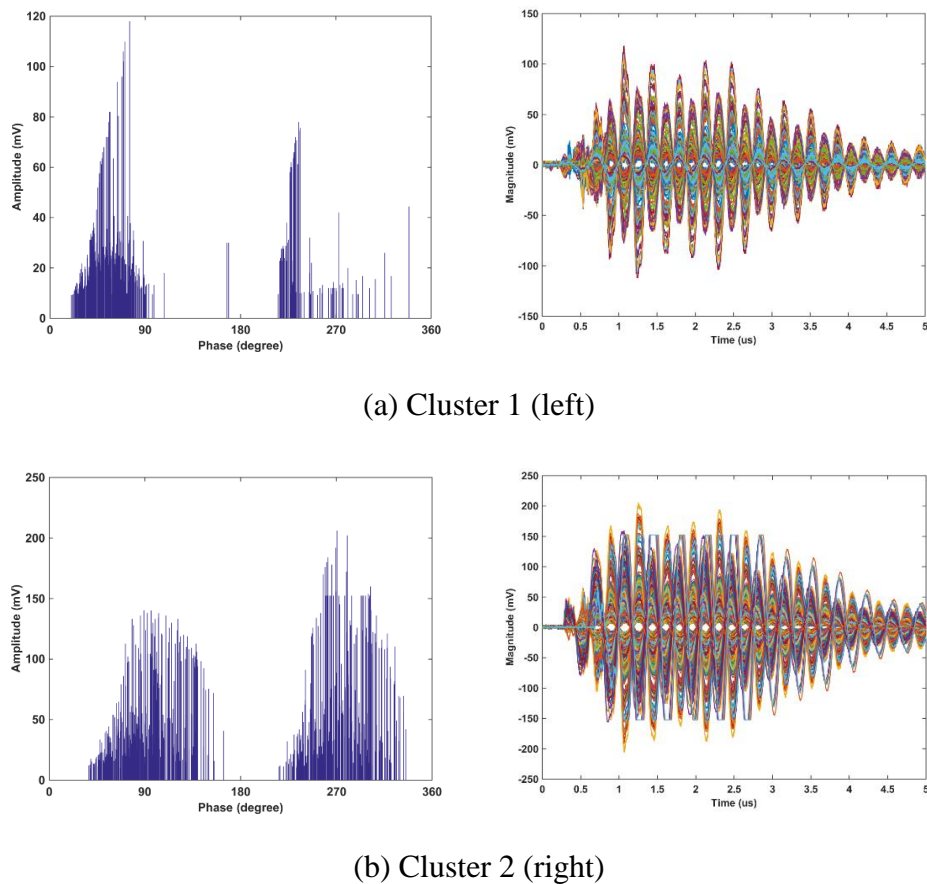 120
100
80
60
40
20
0
Amplitude (mV)
0 90 180 270 360
Phase (degree)
150
100
50
0
-50
-100
-150
Magnitude (mV)
0 0.5 1 1.5 2 2.5 3 3.5 4 4.5 5
Time (us)
(a) Cluster 1 (left)
250
200
150
100
50
0
Amplitude (mV)
0 90 180 270 360
Phase (degree)
250
200
150
100
50
0
-50
-100
-150
-200
-250
Magnitude (mV)
0 0.5 1 1.5 2 2.5 3 3.5 4 4.5 5
Time (us)
(b) Cluster 2 (right)